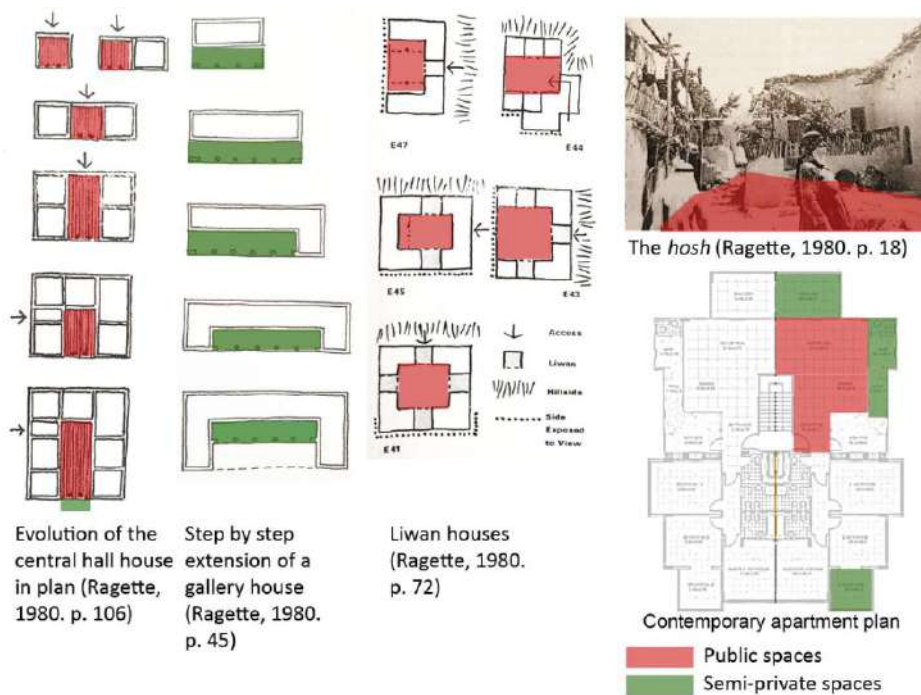 E47
E44
E45
E43
E41
Access
Liwan
Hillside
Side
Exposed
to View
The hosh (Ragette, 1980. p. 18)
Evolution of the
central hall house
in plan (Ragette,
1980. p. 106)
Step by step
extension of a
gallery house
(Ragette, 1980.
p. 45)
Liwan houses
(Ragette, 1980.
p. 72)
Contemporary apartment plan
Public spaces
Semi-private spaces